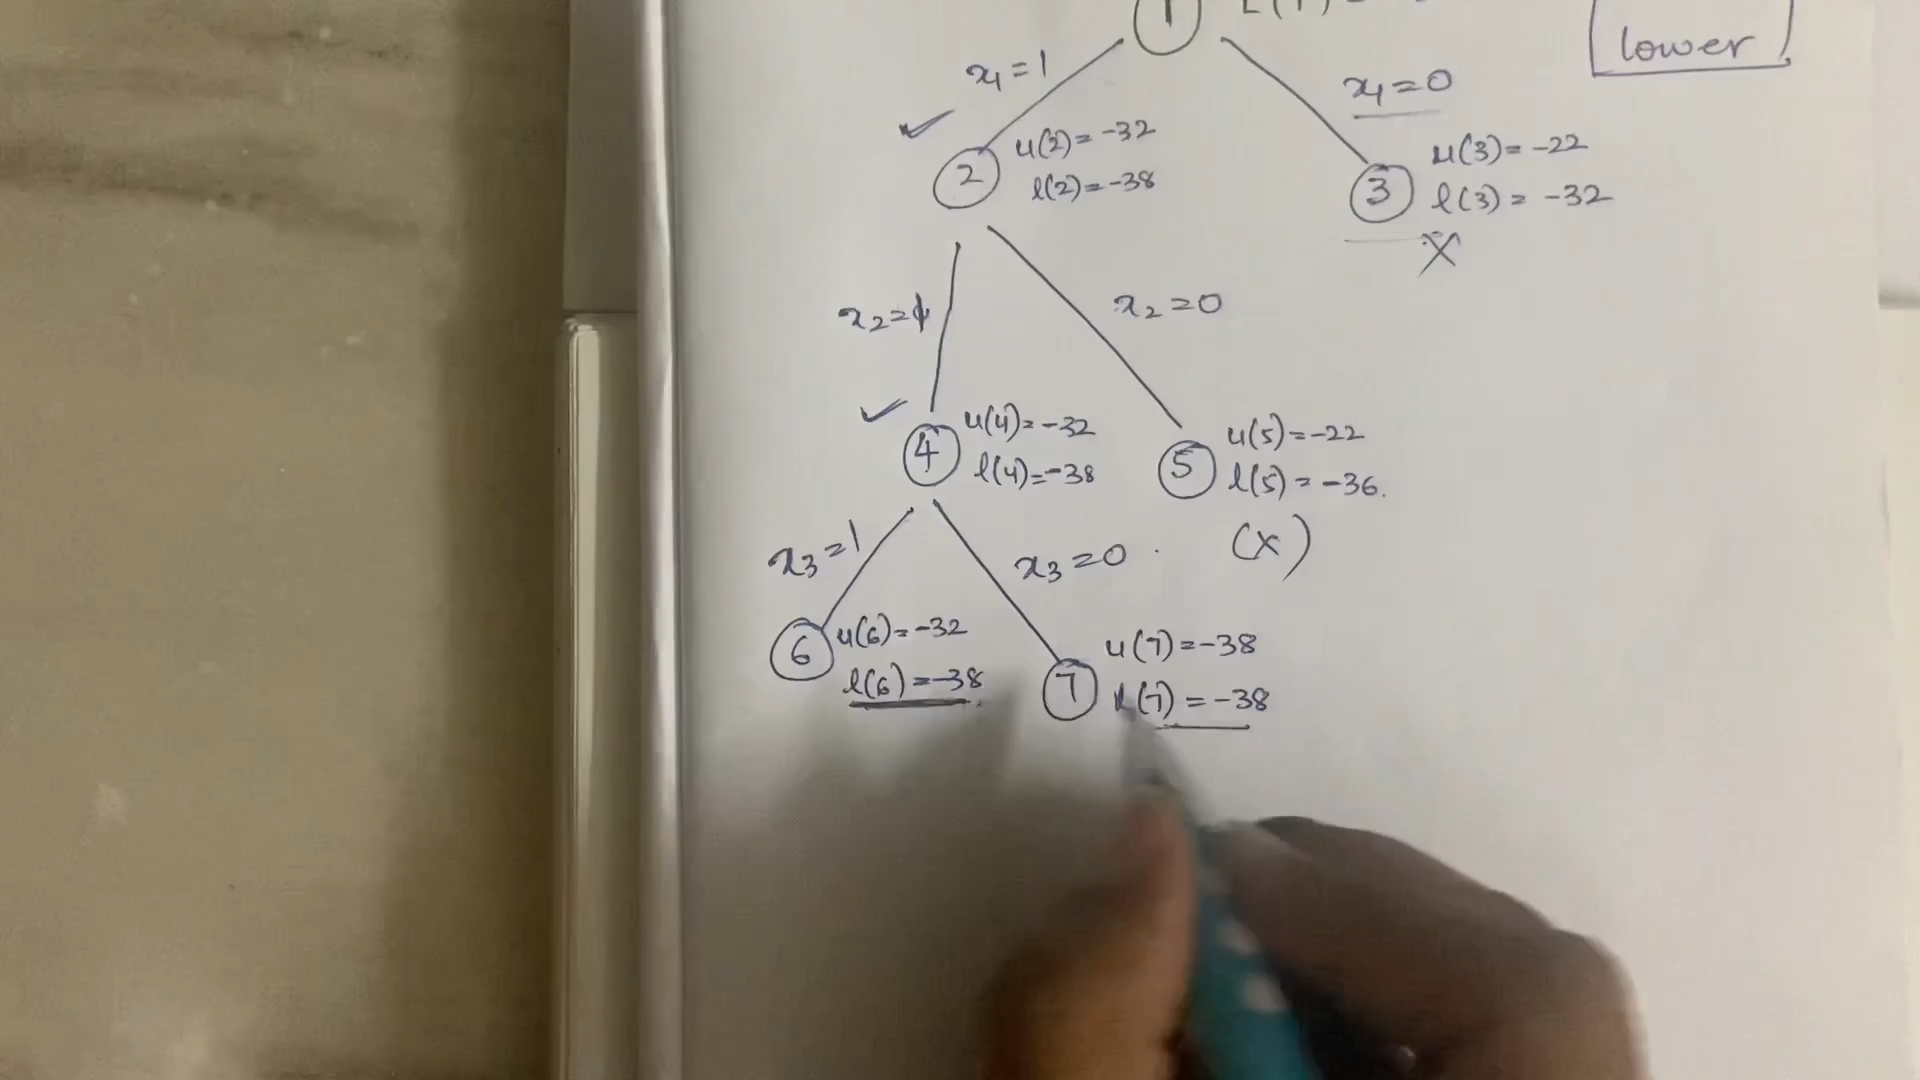 1
lower
x1=1
x1=0
2
u(2)=-32
l(2)=-38
3
u(3)=-22
l(3)=-32
X
x2=1
x2=0
4
u(4)=-32
l(4)=-38
5
u(5)=-22
l(5)=-36.
(x)
x3=1
x3=0
6
u(6)=-32
l(6)=-38
7
u(7)=-38
l(7)=-38